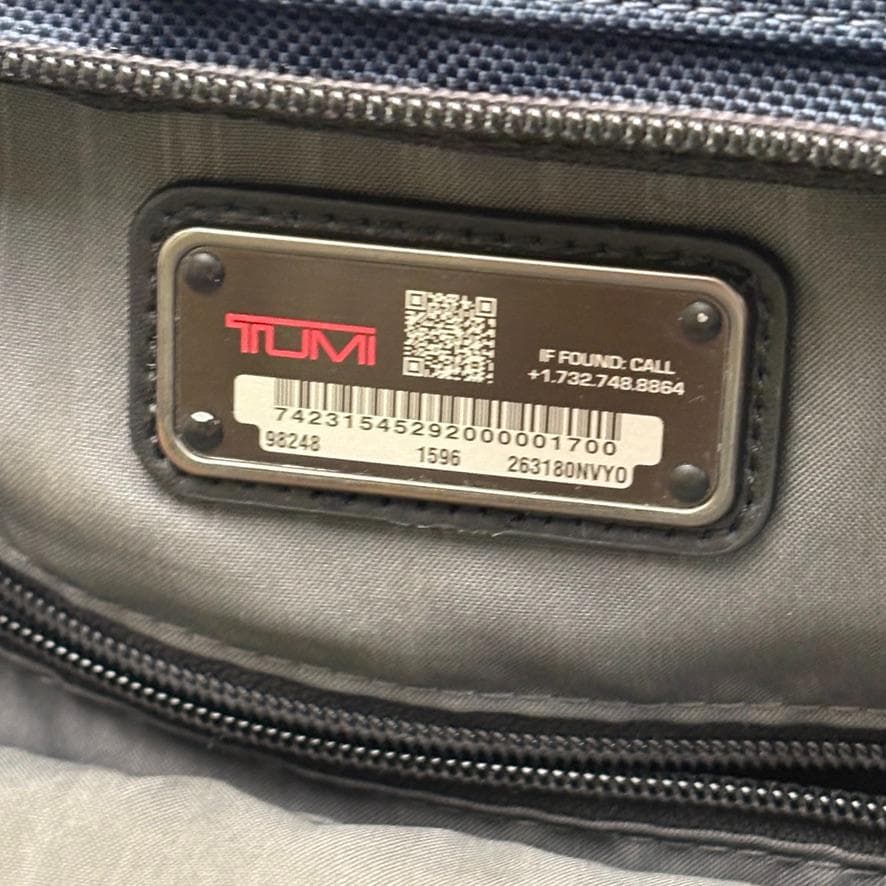 TUMI
IF FOUND: CALL
+1.732.748.8864
74231545292000001700
98248 1596 263180NVY0